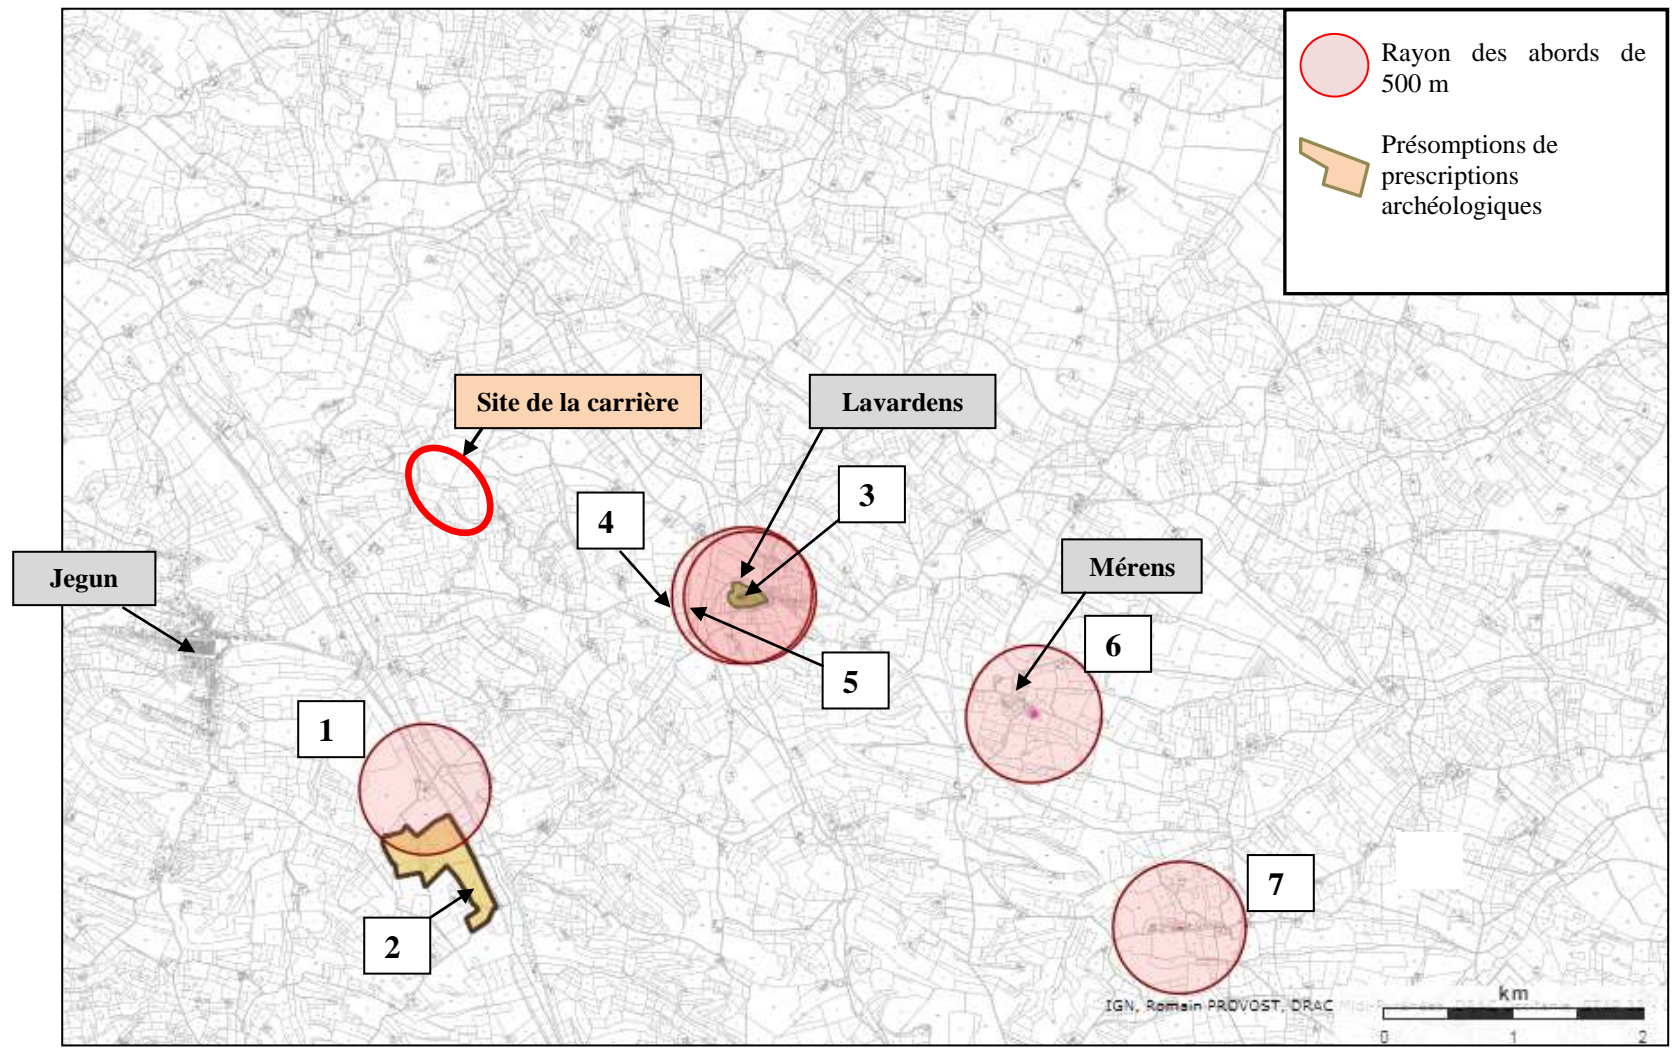 Rayon des abords de
500 m
Présomptions de
prescriptions
archéologiques
Site de la carrière
Lavardens
3
4
Jegun
Mérens
6
5
1
7
2
IGN, Romain PROVOST, DRAC
km
0 1 2